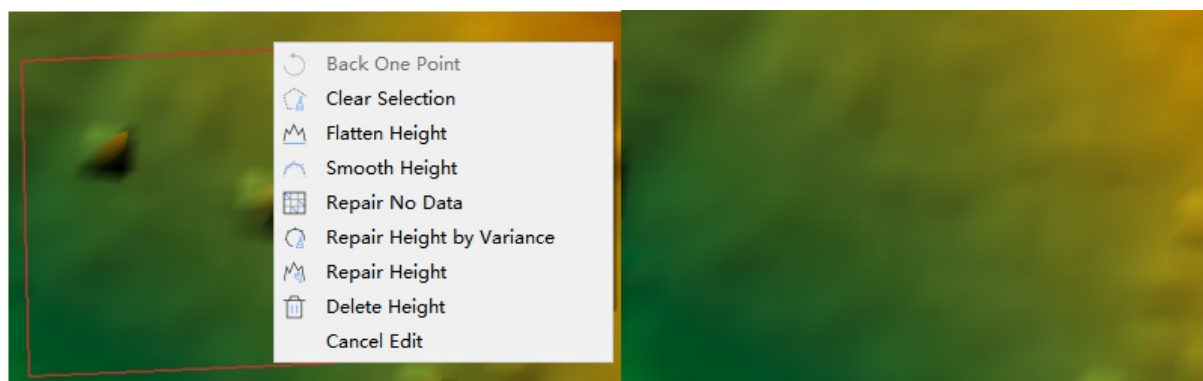 Back One Point
Clear Selection
Flatten Height
Smooth Height
Repair No Data
Repair Height by Variance
Repair Height
Delete Height
Cancel Edit